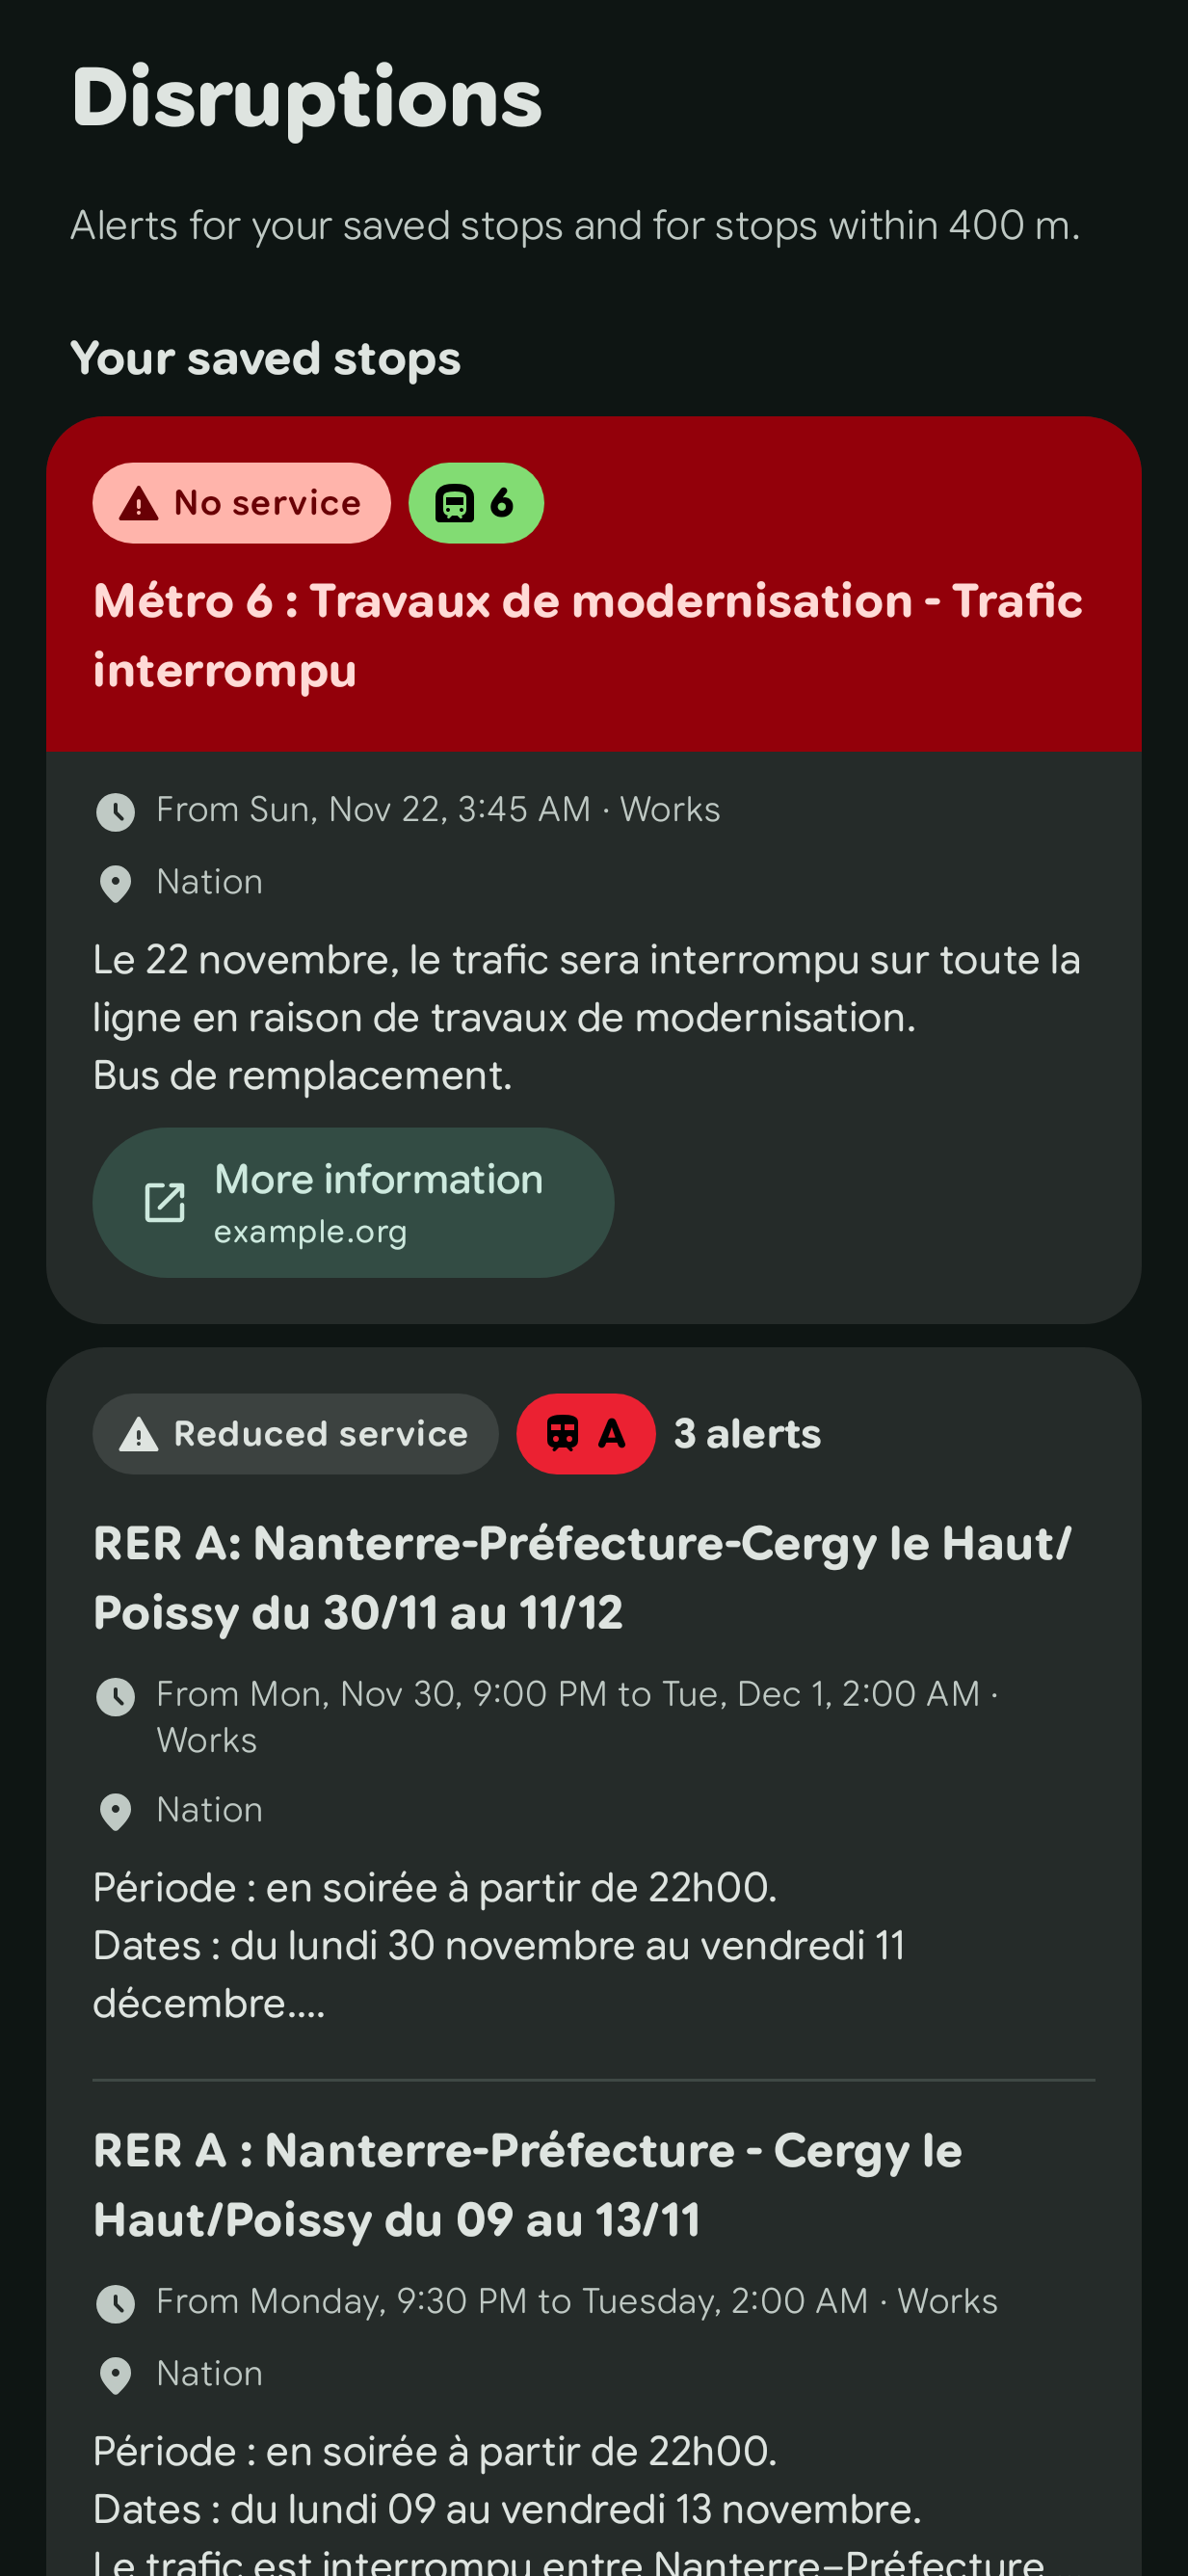 Disruptions
Alerts for your saved stops and for stops within 400 m.
Your saved stops
No service 6
Métro 6 : Travaux de modernisation - Trafic
interrompu
From Sun, Nov 22, 3:45 AM · Works
Nation
Le 22 novembre, le trafic sera interrompu sur toute la
ligne en raison de travaux de modernisation.
Bus de remplacement.
More information
example.org
Reduced service A 3 alerts
RER A: Nanterre-Préfecture-Cergy le Haut/
Poissy du 30/11 au 11/12
From Mon, Nov 30, 9:00 PM to Tue, Dec 1, 2:00 AM ·
Works
Nation
Période : en soirée à partir de 22h00.
Dates : du lundi 30 novembre au vendredi 11
décembre....
RER A : Nanterre-Préfecture - Cergy le
Haut/Poissy du 09 au 13/11
From Monday, 9:30 PM to Tuesday, 2:00 AM · Works
Nation
Période : en soirée à partir de 22h00.
Dates : du lundi 09 au vendredi 13 novembre.
Le trafic est interrompu entre Nanterre–Préfecture...